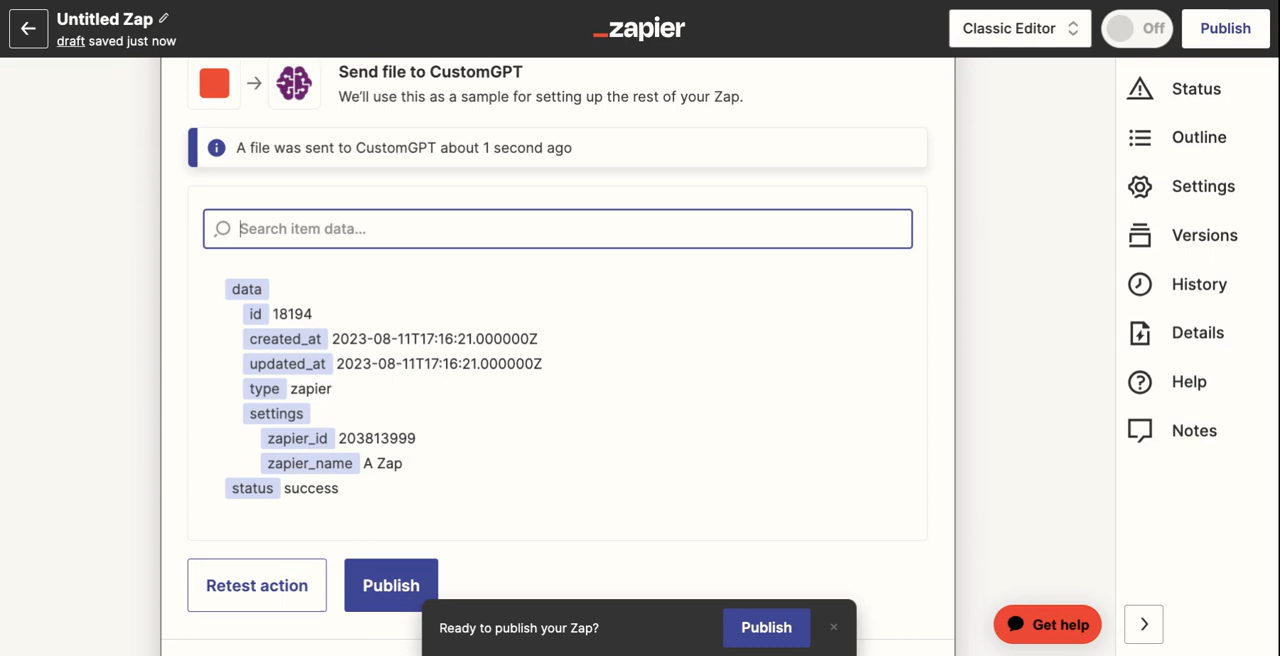 Untitled Zap
draft saved just now
zapier
Classic Editor
Off
Publish
Send file to CustomGPT
We'll use this as a sample for setting up the rest of your Zap.
A file was sent to CustomGPT about 1 second ago
Search item data...
data
id 18194
created_at 2023-08-11T17:16:21.000000Z
updated_at 2023-08-11T17:16:21.000000Z
type zapier
settings
zapier_id 203813999
zapier_name A Zap
status success
Retest action
Publish
Ready to publish your Zap?
Publish
×
Status
Outline
Settings
Versions
History
Details
Help
Notes
Get help